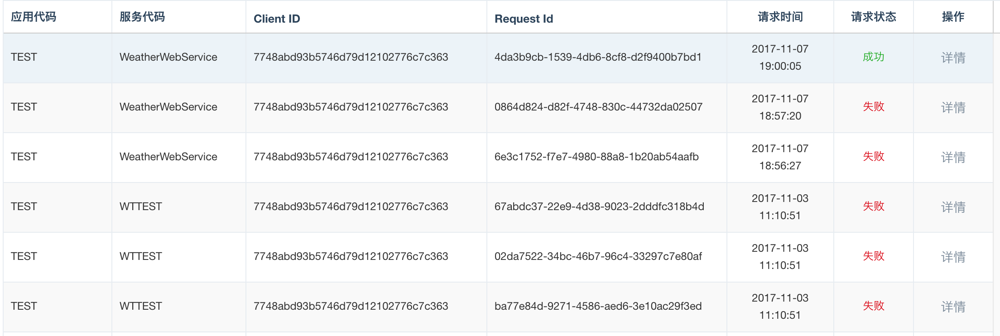 应用代码 服务代码 Client ID Request Id 请求时间 请求状态 操作
TEST WeatherWebService 7748abd93b5746d79d12102776c7c363 4da3b9cb-1539-4db6-8cf8-d2f9400b7bd1 2017-11-07 19:00:05 成功 详情
TEST WeatherWebService 7748abd93b5746d79d12102776c7c363 0864d824-d82f-4748-830c-44732da02507 2017-11-07 18:57:20 失败 详情
TEST WeatherWebService 7748abd93b5746d79d12102776c7c363 6e3c1752-f7e7-4980-88a8-1b20ab54aafb 2017-11-07 18:56:27 失败 详情
TEST WTTEST 7748abd93b5746d79d12102776c7c363 67abdc37-22e9-4d38-9023-2dddfc318b4d 2017-11-03 11:10:51 失败 详情
TEST WTTEST 7748abd93b5746d79d12102776c7c363 02da7522-34bc-46b7-96c4-33297c7e80af 2017-11-03 11:10:51 失败 详情
TEST WTTEST 7748abd93b5746d79d12102776c7c363 ba77e84d-9271-4586-aed6-3e10ac29f3ed 2017-11-03 11:10:51 失败 详情